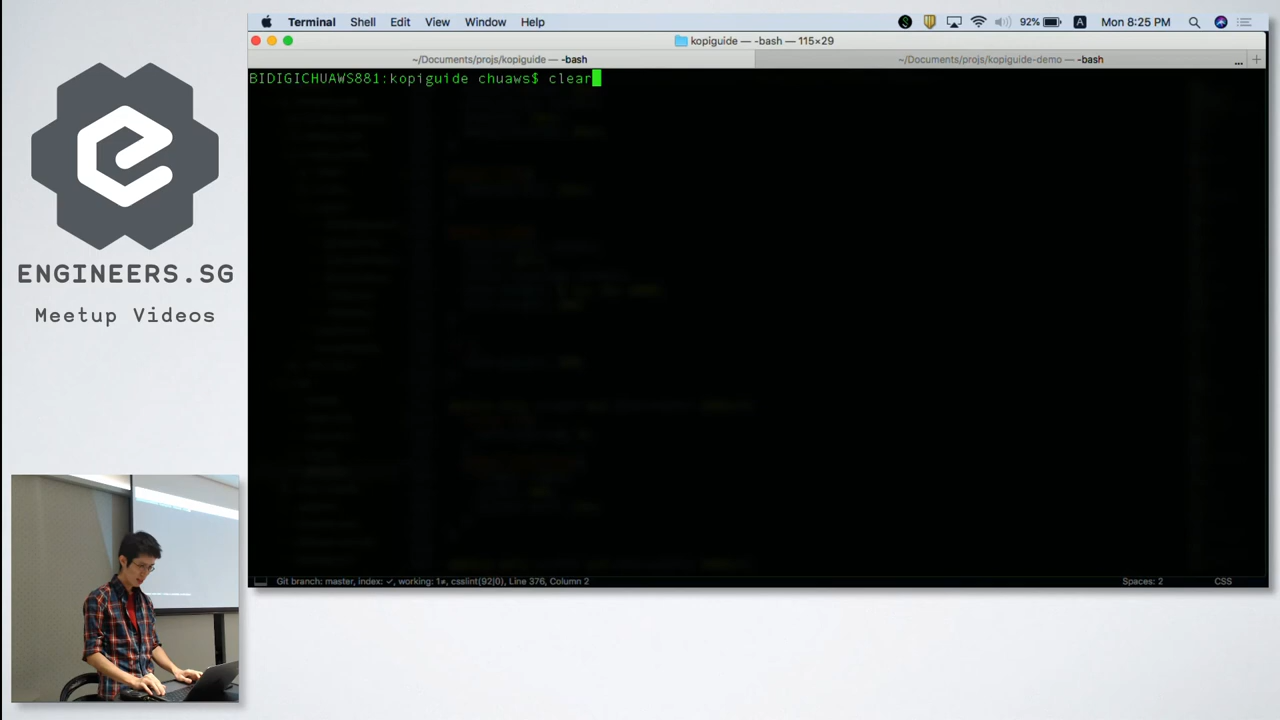 Terminal Shell Edit View Window Help 92% Mon 8:25 PM
kopiguide — -bash — 115×29
~/Documents/projs/kopiguide — -bash ~/Documents/projs/kopiguide-demo — -bash ...
BIDIGICHUAWS881:kopiguide chuaws$ clear
Git branch: master, index: ✓, working: 1≠, csslint(92|0), Line 376, Column 2 Spaces: 2 CSS
ENGINEERS.SG
Meetup Videos